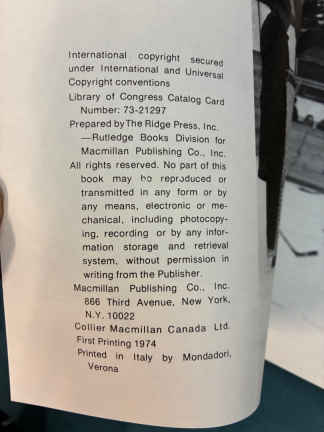 International copyright secured
under International and Universal
Copyright conventions
Library of Congress Catalog Card
Number: 73-21297
Prepared by The Ridge Press, Inc.
—Rutledge Books Division for
Macmillan Publishing Co., Inc.
All rights reserved. No part of this
book may be reproduced or
transmitted in any form or by
any means, electronic or me-
chanical, including photocopy-
ing, recording or by any infor-
mation storage and retrieval
system, without permission in
writing from the Publisher.
Macmillan Publishing Co., Inc.
866 Third Avenue, New York,
N.Y. 10022
Collier Macmillan Canada Ltd.
First Printing 1974
Printed in Italy by Mondadori,
Verona